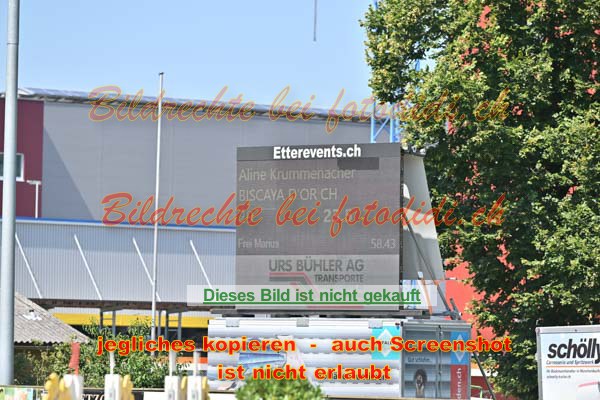 Bildrechte bei fotodidi.ch
Etterevents.ch
Aline Krummenacher
BISCAYA D'OR CH
Bildrechte bei fotodidi.ch
Frei Marius 58.43
URS BÜHLER AG
TRANSPORTE
Dieses Bild ist nicht gekauft
jegliches kopieren - auch Screenshot
ist nicht erlaubt
schölly